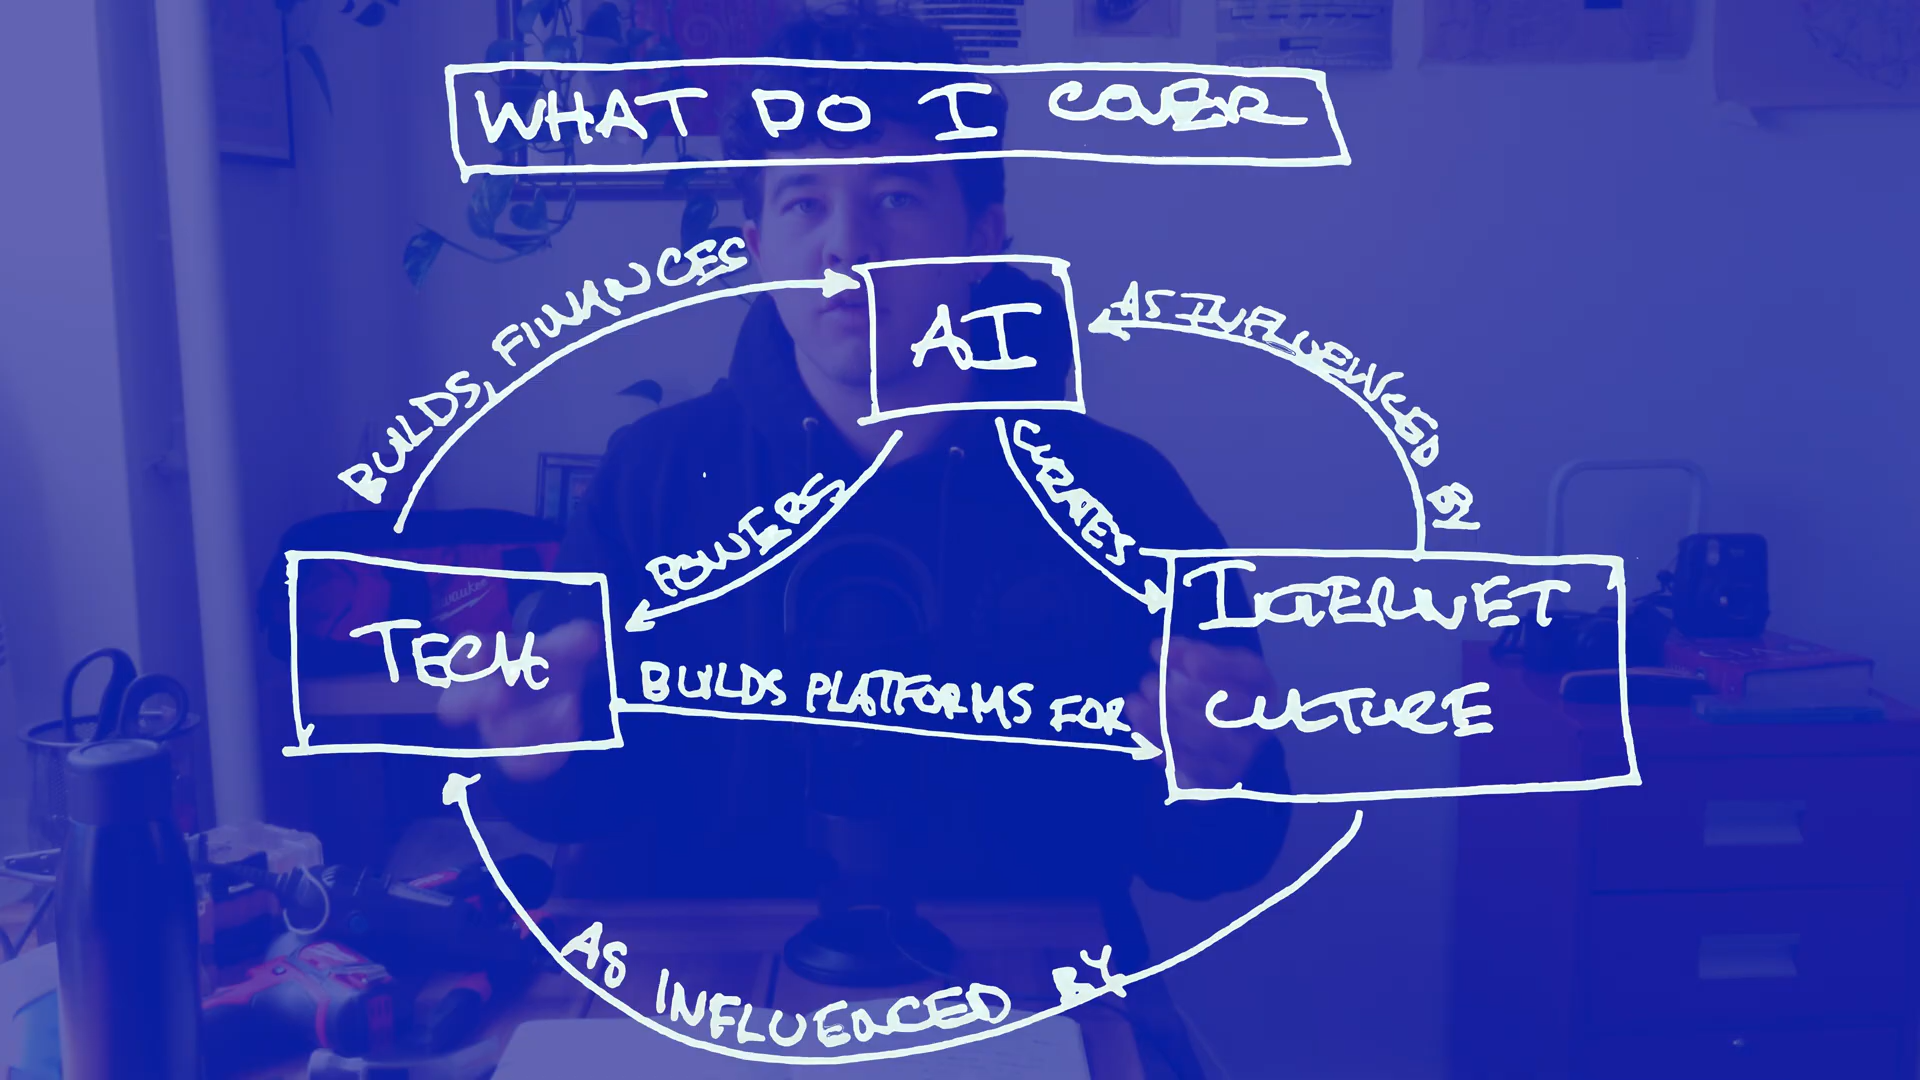 WHAT DO I COVER
BUILDS, FINANCES
AI
AS INFLUENCED BY
POWERS
CURATES
TECH
BUILDS PLATFORMS FOR
INTERNET
CULTURE
AS INFLUENCED BY